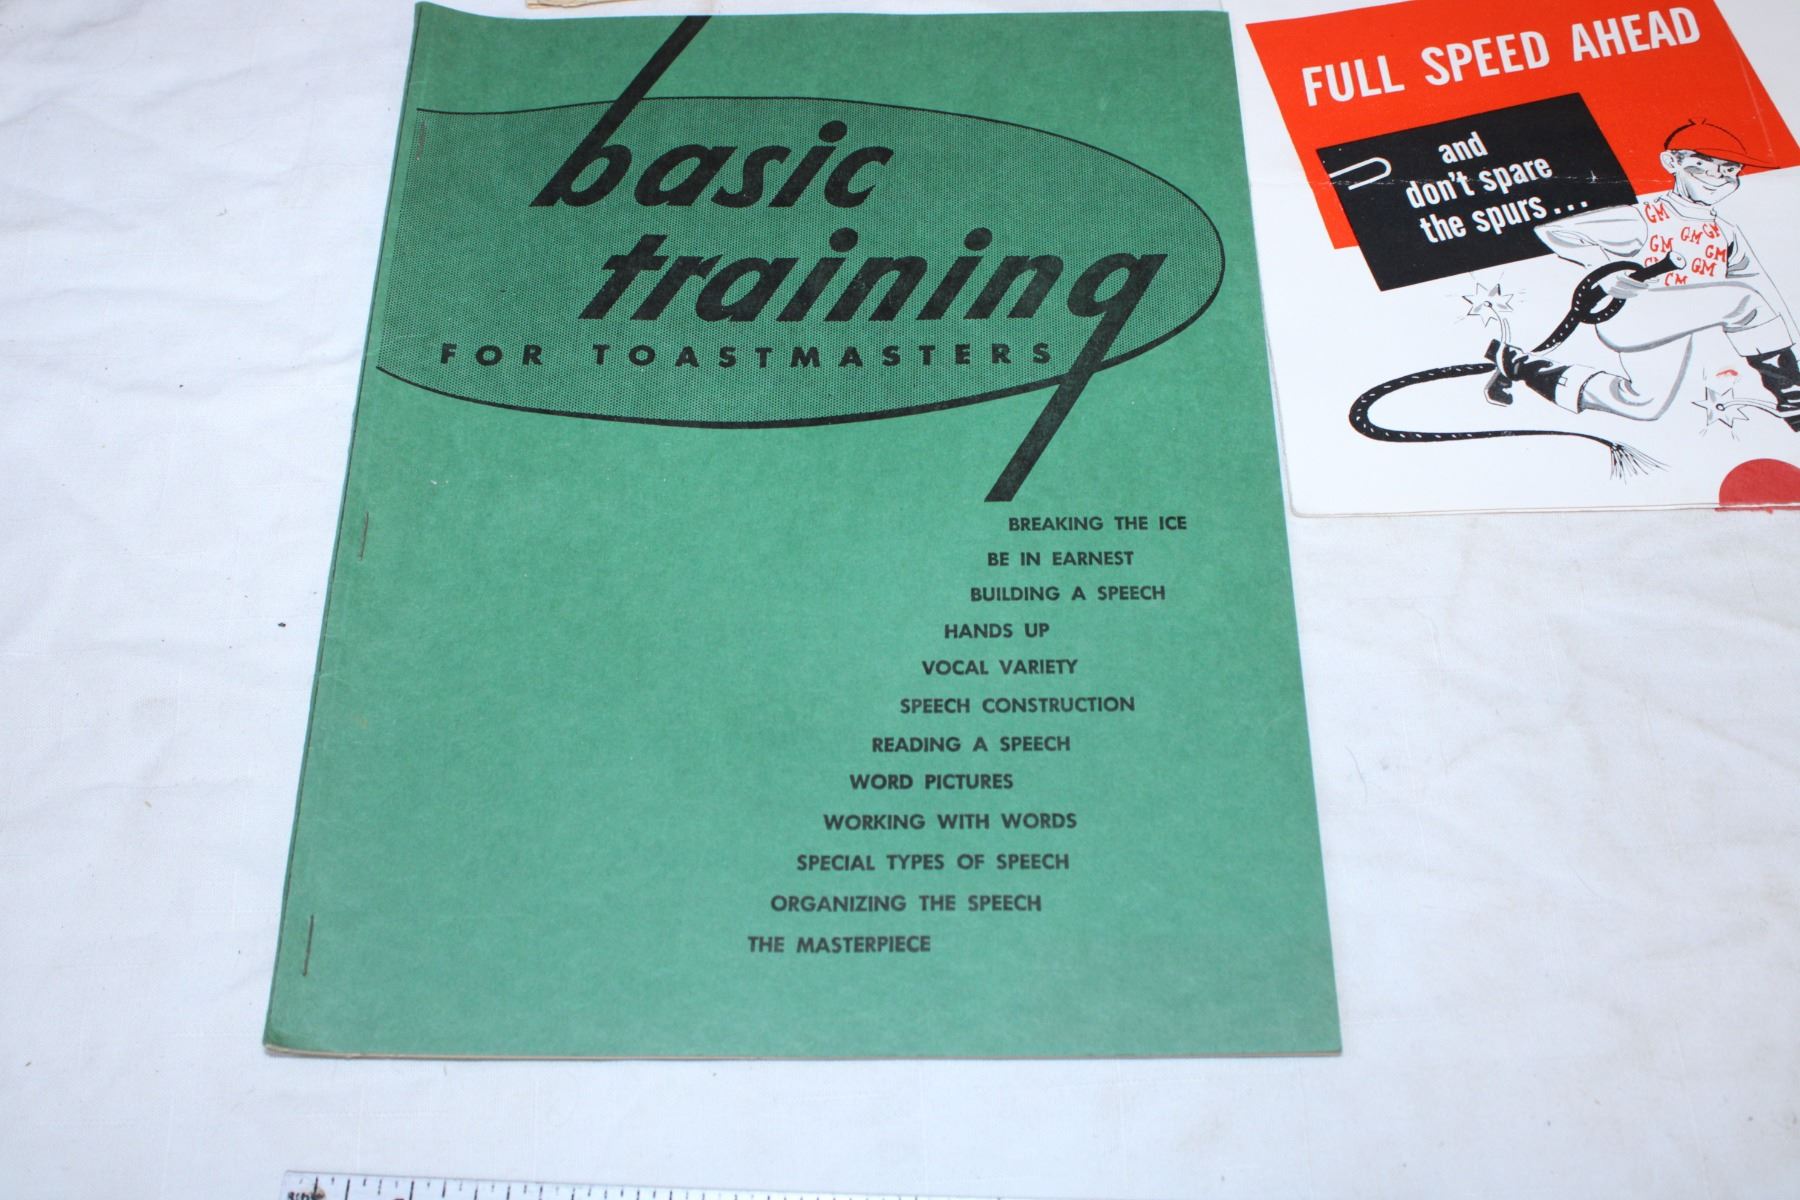 basic
training
FOR TOASTMASTERS
BREAKING THE ICE
BE IN EARNEST
BUILDING A SPEECH
HANDS UP
VOCAL VARIETY
SPEECH CONSTRUCTION
READING A SPEECH
WORD PICTURES
WORKING WITH WORDS
SPECIAL TYPES OF SPEECH
ORGANIZING THE SPEECH
THE MASTERPIECE
FULL SPEED AHEAD
and
don't spare
the spurs...
GM
GM GM GM
GM GM
GM